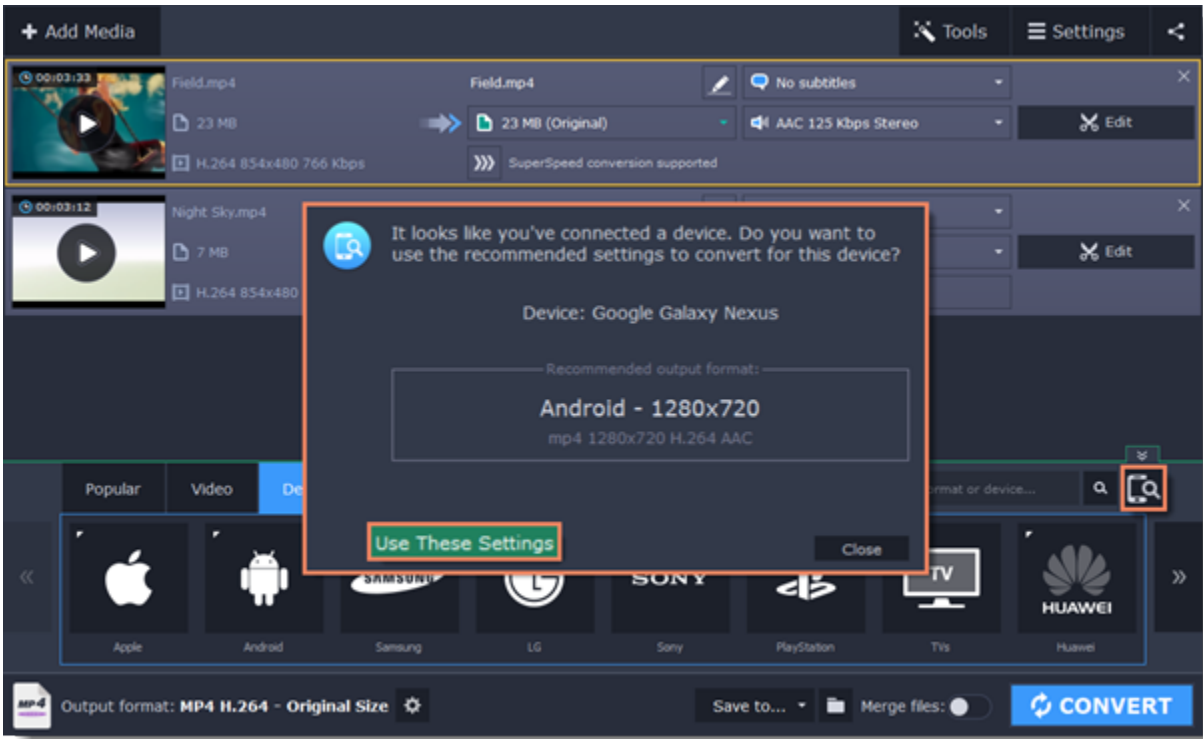 Add Media
Tools
Settings
00:03:33
Field.mp4
Field.mp4
No subtitles
23 MB
23 MB (Original)
AAC 125 Kbps Stereo
Edit
H.264 854x480 766 Kbps
SuperSpeed conversion supported
00:03:12
Night Sky.mp4
7 MB
Edit
H.264 854x480
It looks like you've connected a device. Do you want to
use the recommended settings to convert for this device?
Device: Google Galaxy Nexus
Recommended output format:
Android - 1280x720
mp4 1280x720 H.264 AAC
Popular
Video
De
ormat or device...
Use These Settings
Close
SAMSUNG
LG
SONY
TV
HUAWEI
Apple
Android
Samsung
LG
Sony
PlayStation
TVs
Huawei
MP4
Output format: MP4 H.264 - Original Size
Save to...
Merge files:
CONVERT